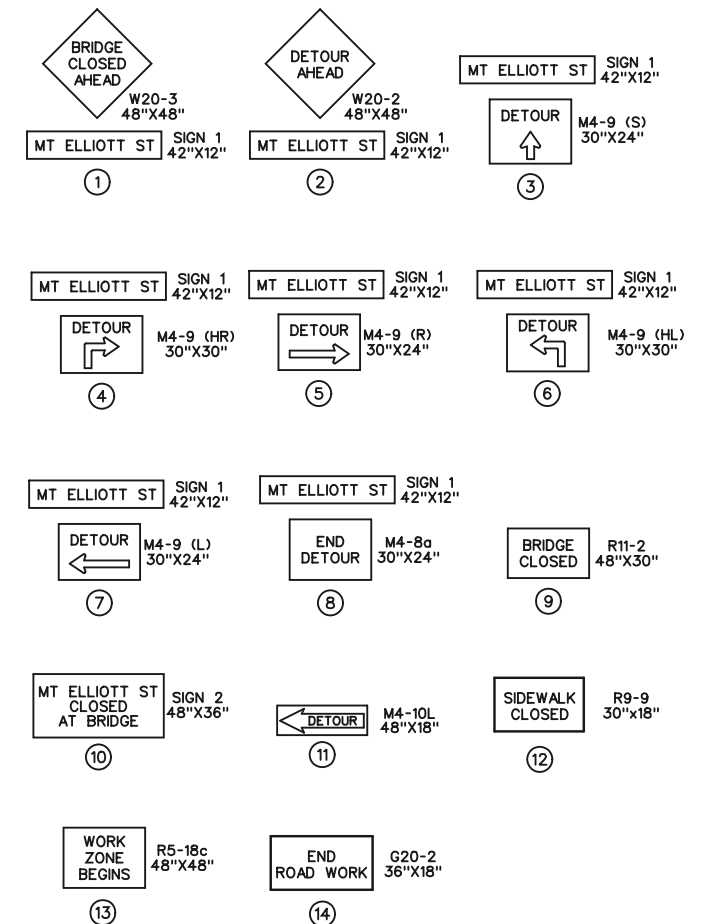 BRIDGE
CLOSED
AHEAD
W20-3
48"X48"
MT ELLIOTT ST
SIGN 1
42"X12"
1
DETOUR
AHEAD
W20-2
48"X48"
MT ELLIOTT ST
SIGN 1
42"X12"
2
MT ELLIOTT ST
SIGN 1
42"X12"
DETOUR
M4-9 (S)
30"X24"
3
MT ELLIOTT ST
SIGN 1
42"X12"
DETOUR
M4-9 (HR)
30"X30"
4
MT ELLIOTT ST
SIGN 1
42"X12"
DETOUR
M4-9 (R)
30"X24"
5
MT ELLIOTT ST
SIGN 1
42"X12"
DETOUR
M4-9 (HL)
30"X30"
6
MT ELLIOTT ST
SIGN 1
42"X12"
DETOUR
M4-9 (L)
30"X24"
7
MT ELLIOTT ST
SIGN 1
42"X12"
END
DETOUR
M4-8a
30"X24"
8
BRIDGE
CLOSED
R11-2
48"X30"
9
MT ELLIOTT ST
CLOSED
AT BRIDGE
SIGN 2
48"X36"
10
DETOUR
M4-10L
48"X18"
11
SIDEWALK
CLOSED
R9-9
30"x18"
12
WORK
ZONE
BEGINS
R5-18c
48"X48"
13
END
ROAD WORK
G20-2
36"X18"
14